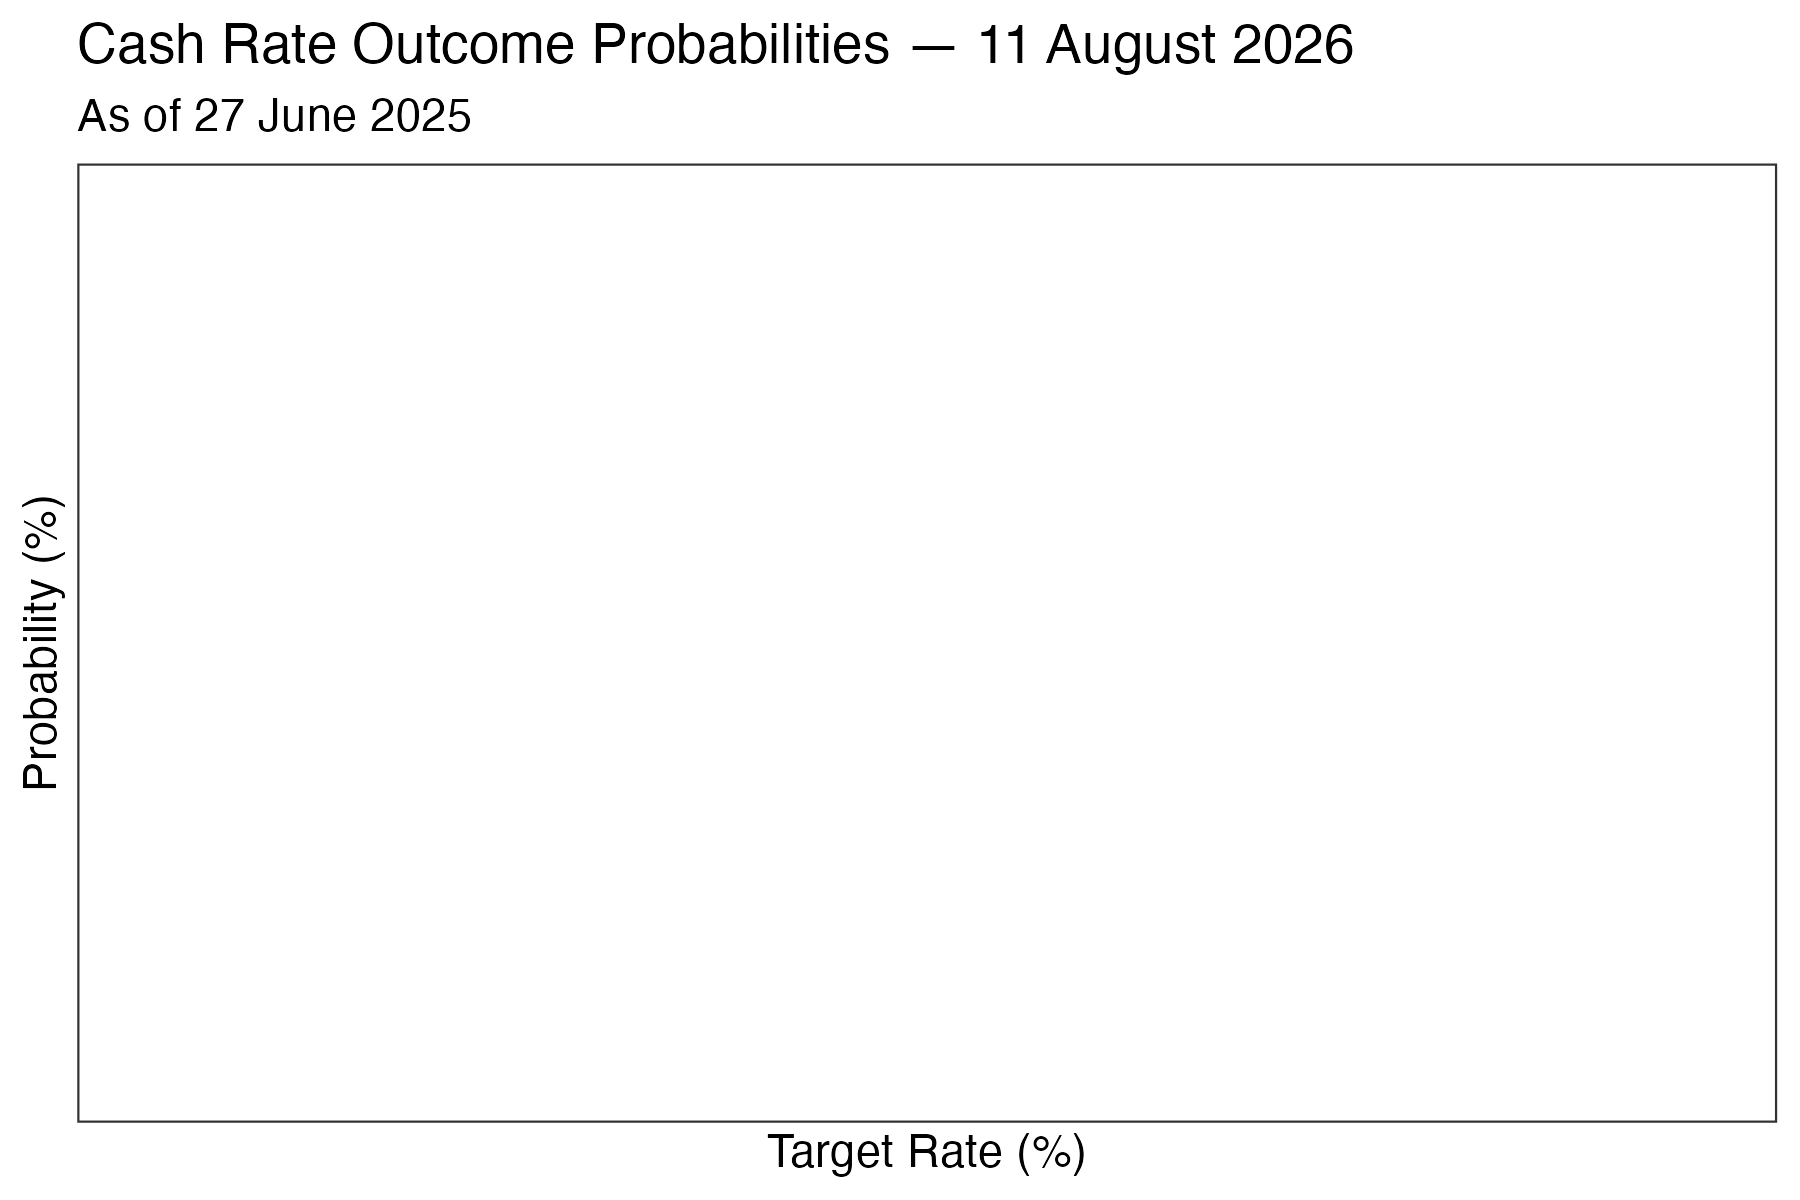 Cash Rate Outcome Probabilities — 11 August 2026
As of 27 June 2025
Probability (%)
Target Rate (%)